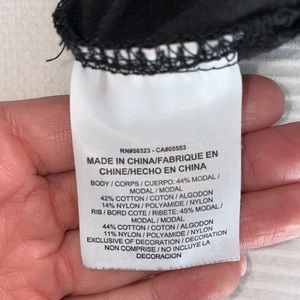 RN#56323 - CA#05553
MADE IN CHINA/FABRIQUE EN
CHINE/HECHO EN CHINA
BODY / CORPS / CUERPO: 44% MODAL /
MODAL / MODAL
42% COTTON / COTON / ALGODON
14% NYLON / POLYAMIDE / NYLON
RIB / BORD COTE / RIBETE: 45% MODAL /
MODAL / MODAL
44% COTTON / COTON / ALGODON
11% NYLON / POLYAMIDE / NYLON
EXCLUSIVE OF DECORATION / DECORATION
NON COMPRISE / NO INCLUYE LA
DECORACION